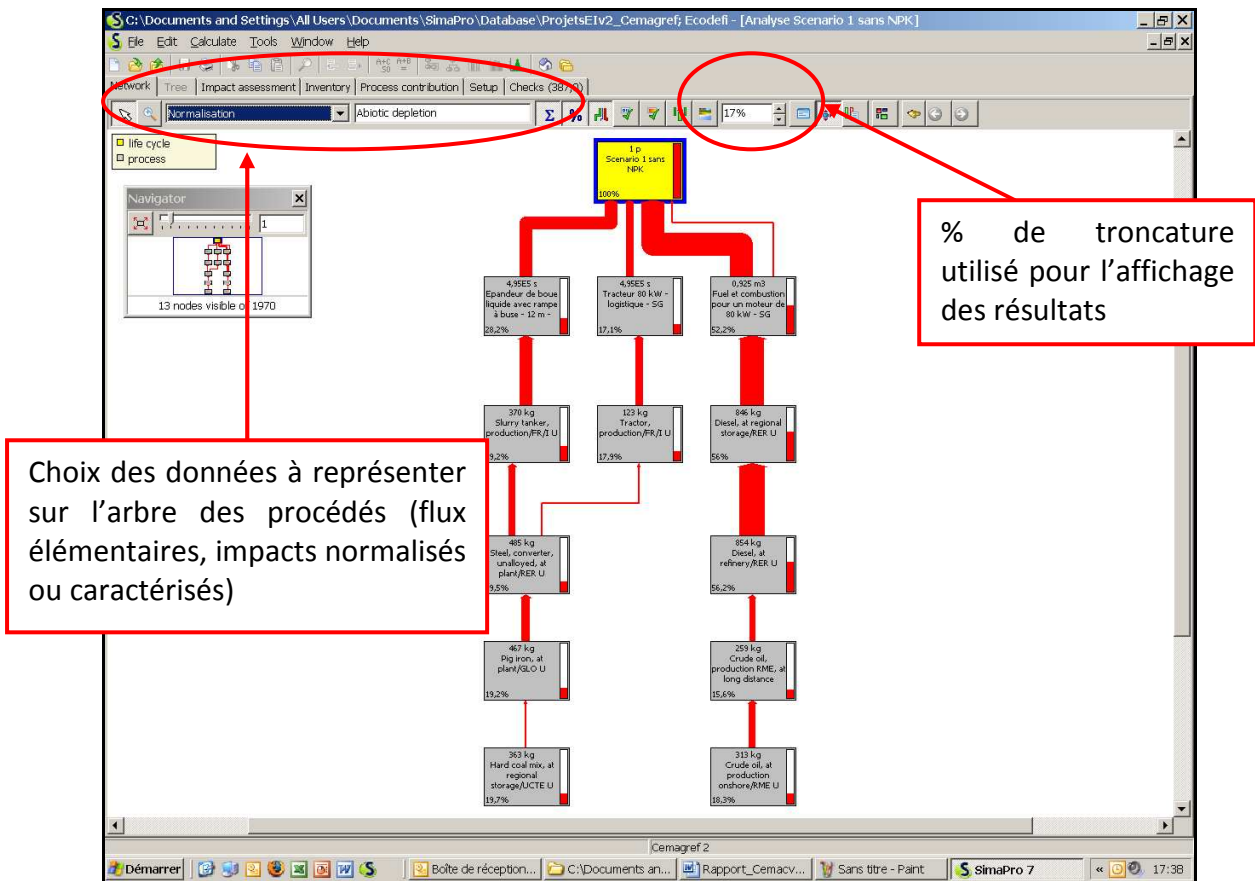 C:\Documents and Settings\All Users\Documents\SimaPro\Database\ProjetsEIv2_Cemagref; Ecodefi - [Analyse Scenario 1 sans NPK]
File Edit Calculate Tools Window Help
Network Tree Impact assessment Inventory Process contribution Setup Checks (387,0)
Normalisation Abiotic depletion Σ % 17%
life cycle
process
Navigator
1
13 nodes visible of 1970
1 p
Scenario 1 sans
NPK
100%
4,95E5 s
Epandeur de boue
liquide avec rampe
à buse - 12 m -
28,2%
4,95E5 s
Tracteur 80 kW -
logistique - SG
17,1%
0,925 m3
Fuel et combustion
pour un moteur de
80 kW - SG
52,2%
% de troncature
utilisé pour l’affichage
des résultats
370 kg
Slurry tanker,
production/FR/I U
9,2%
123 kg
Tractor,
production/FR/I U
17,9%
846 kg
Diesel, at regional
storage/RER U
56%
Choix des données à représenter
sur l’arbre des procédés (flux
élémentaires, impacts normalisés
ou caractérisés)
485 kg
Steel, converter,
unalloyed, at
plant/RER U
9,5%
854 kg
Diesel, at
refinery/RER U
56,2%
467 kg
Pig iron, at
plant/GLO U
19,2%
259 kg
Crude oil,
production RME, at
long distance
15,6%
363 kg
Hard coal mix, at
regional
storage/UCTE U
19,7%
313 kg
Crude oil, at
production
onshore/RME U
18,3%
Cemagref 2
Démarrer Boîte de réception... C:\Documents an... Rapport_Cemacv... Sans titre - Paint SimaPro 7 « 17:38